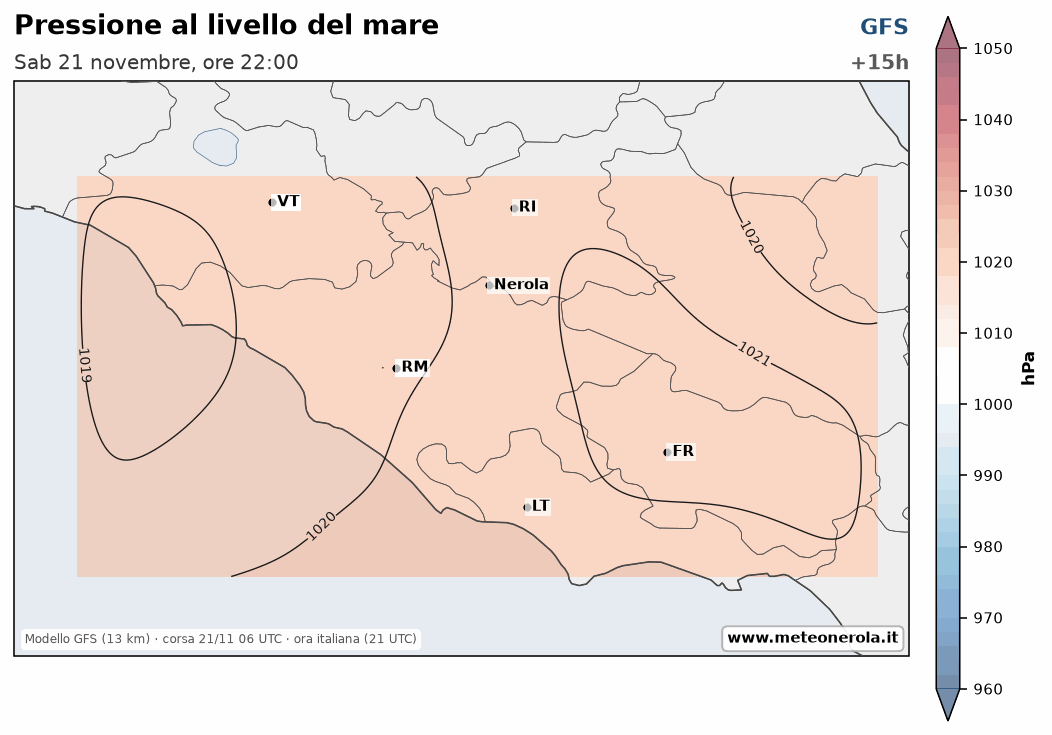 Pressione al livello del mare
GFS
Sab 21 novembre, ore 22:00
+15h
VT
RI
Nerola
RM
FR
LT
1019
1020
1020
1021
Modello GFS (13 km) · corsa 21/11 06 UTC · ora italiana (21 UTC)
www.meteonerola.it
1050
1040
1030
1020
1010
1000
990
980
970
960
hPa